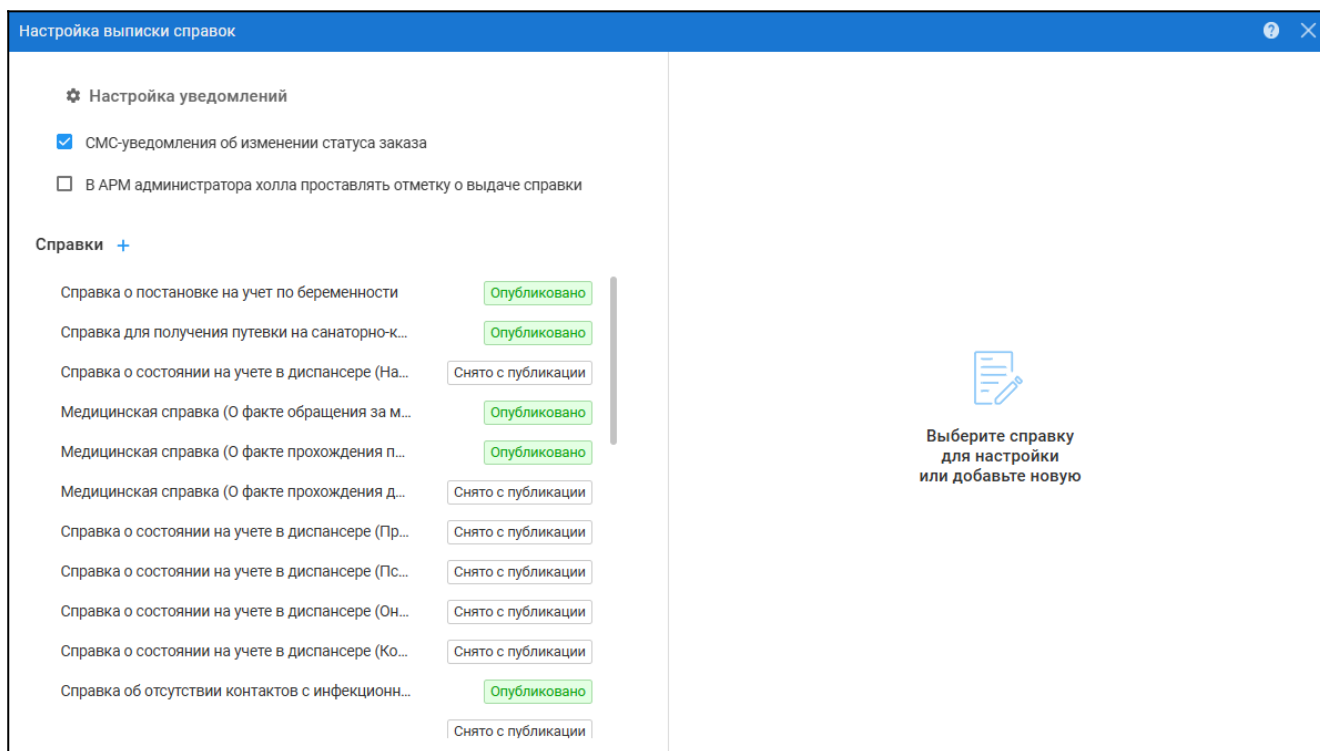 Настройка выписки справок
Настройка уведомлений
СМС-уведомления об изменении статуса заказа
В АРМ администратора холла проставлять отметку о выдаче справки
Справки +
Справка о постановке на учет по беременности Опубликовано
Справка для получения путевки на санаторно-к... Опубликовано
Справка о состоянии на учете в диспансере (На... Снято с публикации
Медицинская справка (О факте обращения за м... Опубликовано
Медицинская справка (О факте прохождения п... Опубликовано
Медицинская справка (О факте прохождения д... Снято с публикации
Справка о состоянии на учете в диспансере (Пр... Снято с публикации
Справка о состоянии на учете в диспансере (Пс... Снято с публикации
Справка о состоянии на учете в диспансере (Он... Снято с публикации
Справка о состоянии на учете в диспансере (Ко... Снято с публикации
Справка об отсутствии контактов с инфекционн... Опубликовано
Снято с публикации
Выберите справку
для настройки
или добавьте новую